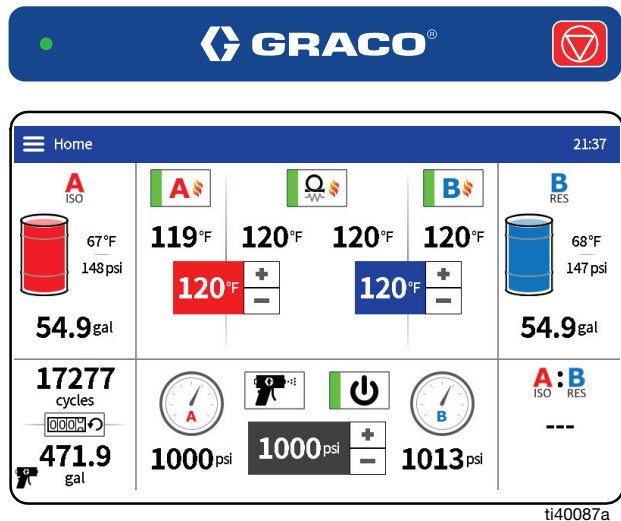 GRACO®
Home
21:37
A
ISO
67°F
148 psi
54.9 gal
A
119°F
120°F
120°F
B
120°F
120°F
+
−
120°F
+
−
B
RES
68°F
147 psi
54.9 gal
17277
cycles
000
471.9
gal
A
1000 psi
1000 psi
+
−
B
1013 psi
A:B
ISO RES
---
ti40087a